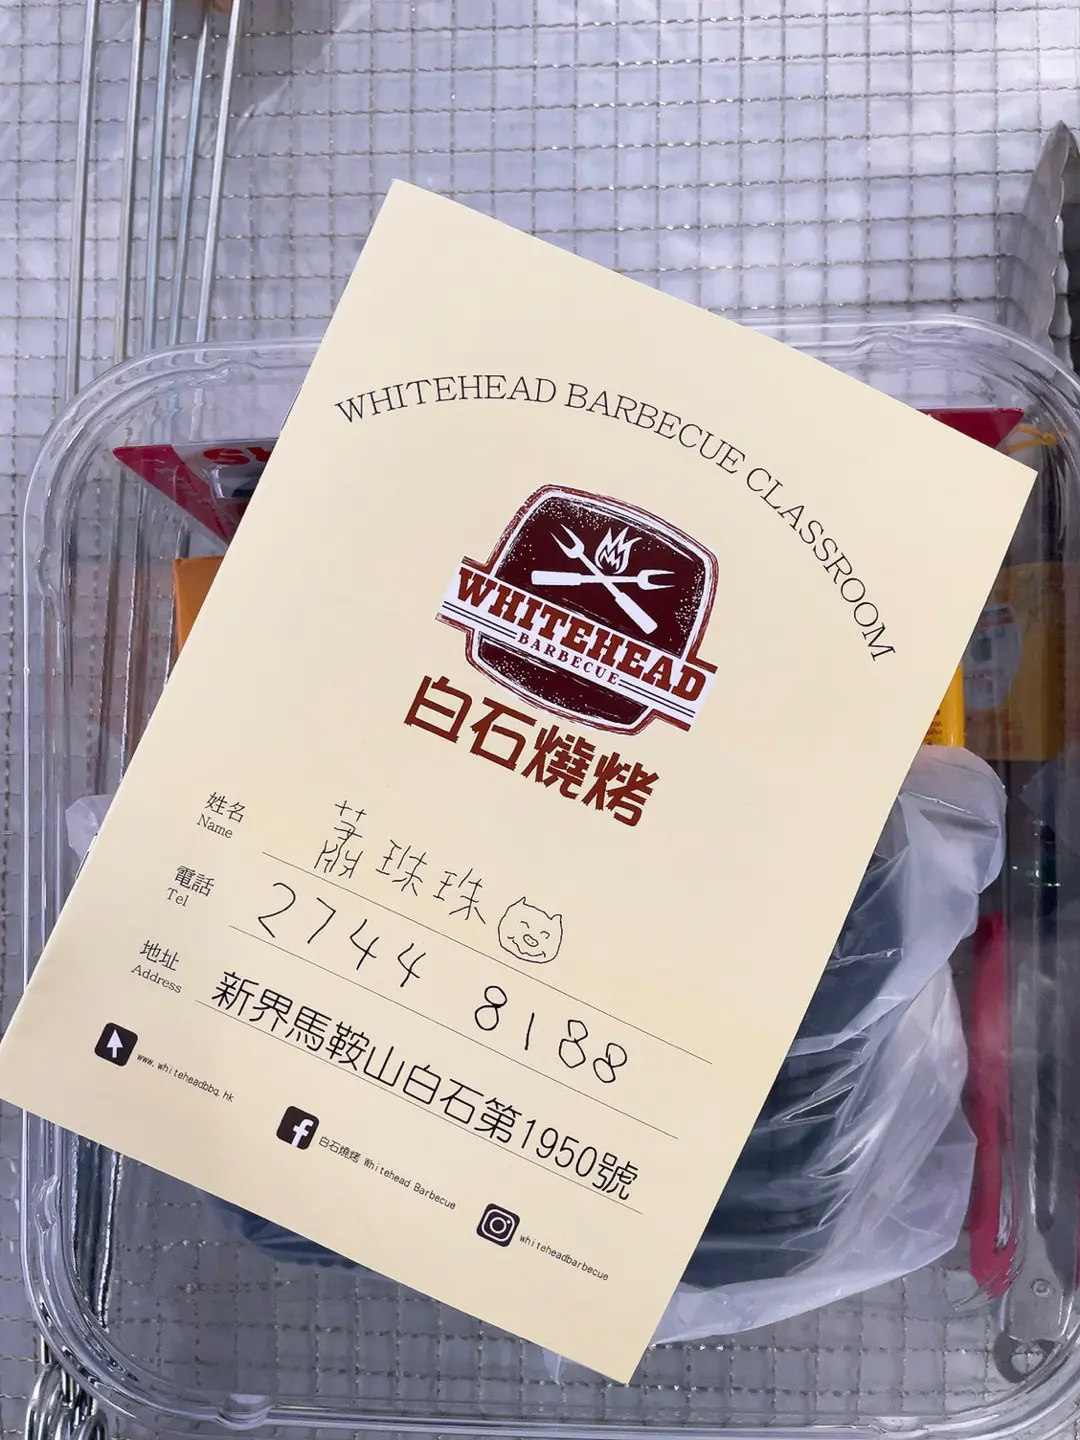 WHITEHEAD BARBECUE CLASSROOM
WHITEHEAD
BARBECUE
白石燒烤
姓名 蕭珠珠
Name
電話 2744 8188
Tel
地址 新界馬鞍山白石第1950號
Address
www.whiteheadbbq.hk
白石燒烤 Whitehead Barbecue
whiteheadbarbecue